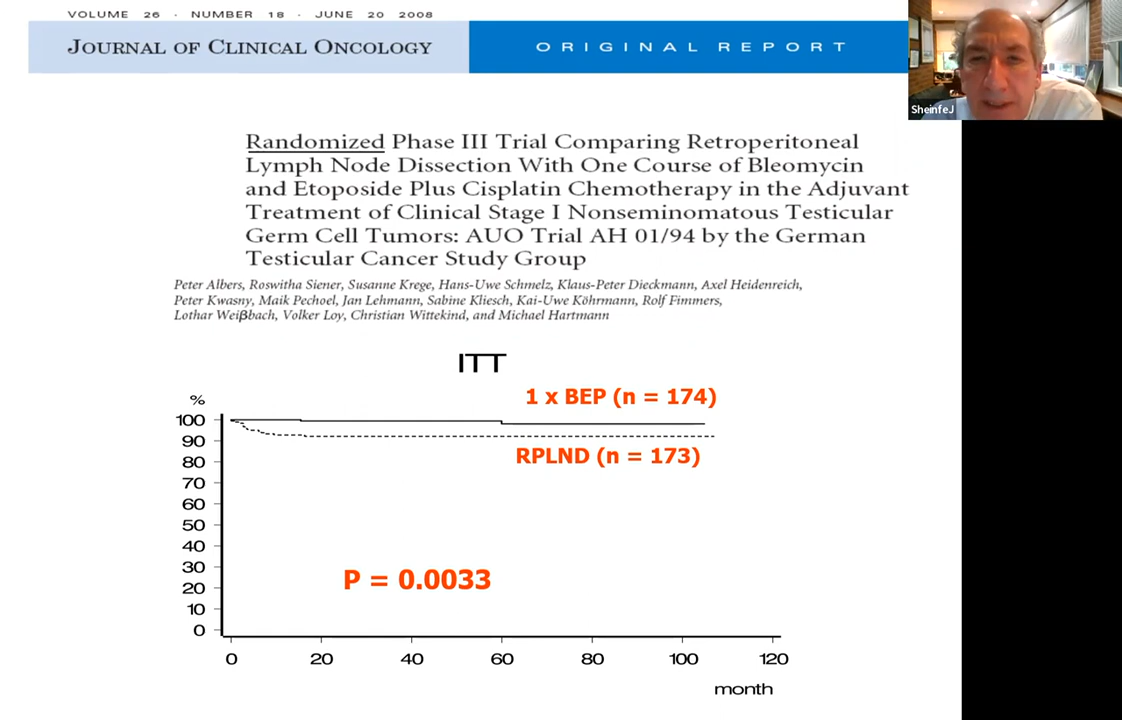 VOLUME 26 · NUMBER 18 · JUNE 20 2008
JOURNAL OF CLINICAL ONCOLOGY
ORIGINAL REPORT
SheinfeJ
Randomized Phase III Trial Comparing Retroperitoneal
Lymph Node Dissection With One Course of Bleomycin
and Etoposide Plus Cisplatin Chemotherapy in the Adjuvant
Treatment of Clinical Stage I Nonseminomatous Testicular
Germ Cell Tumors: AUO Trial AH 01/94 by the German
Testicular Cancer Study Group
Peter Albers, Roswitha Siener, Susanne Krege, Hans-Uwe Schmelz, Klaus-Peter Dieckmann, Axel Heidenreich,
Peter Kwasny, Maik Pechoel, Jan Lehmann, Sabine Kliesch, Kai-Uwe Köhrmann, Rolf Fimmers,
Lothar Weiβbach, Volker Loy, Christian Wittekind, and Michael Hartmann
ITT
%
1 x BEP (n = 174)
100
90
RPLND (n = 173)
80
70
60
50
40
30
P = 0.0033
20
10
0
0 20 40 60 80 100 120
month